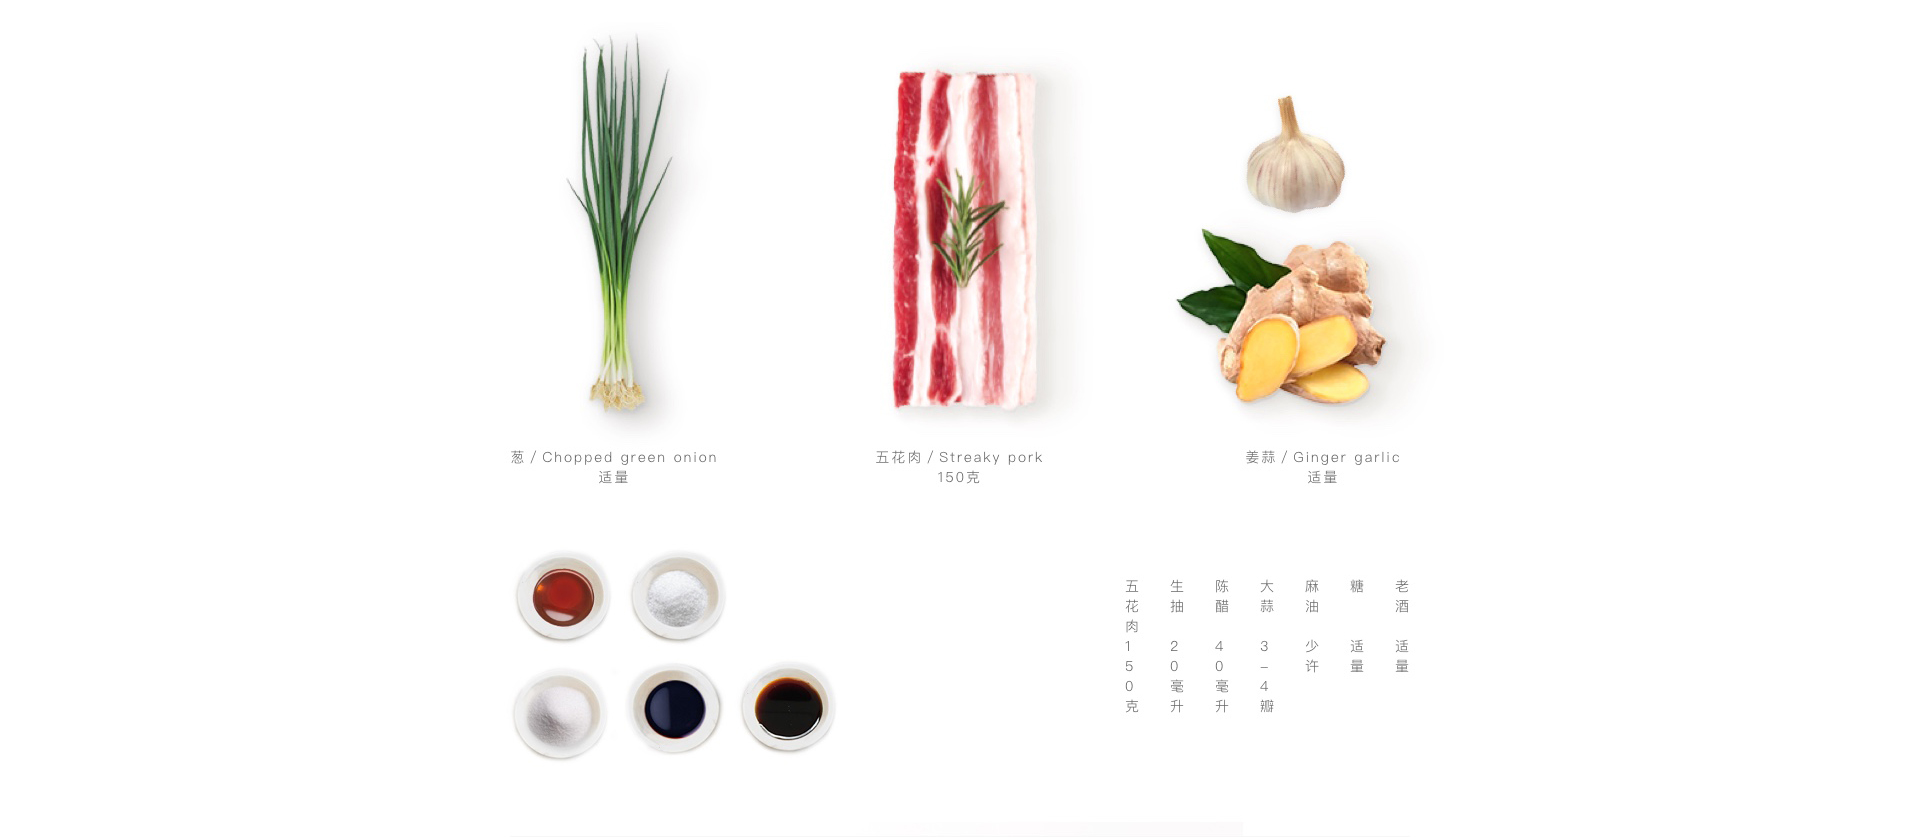 葱 / Chopped green onion
适量
五花肉 / Streaky pork
150克
姜蒜 / Ginger garlic
适量
五花肉150克
生抽 20毫升
陈醋 40毫升
大蒜 3–4瓣
麻油 少许
糖 适量
老酒 适量